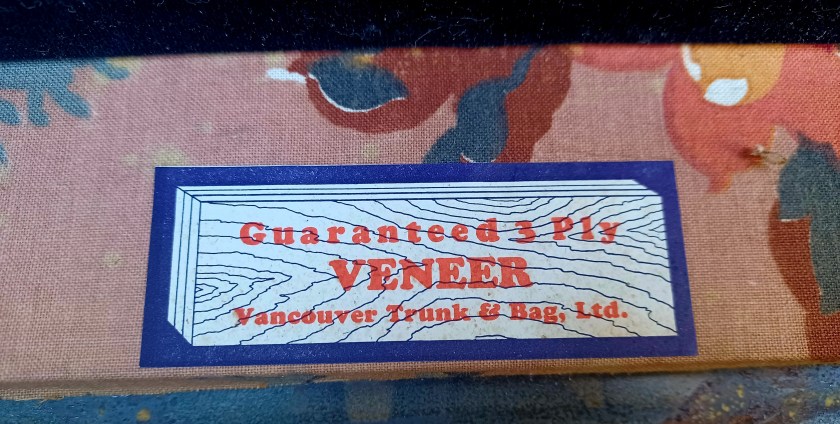 Guaranteed 3 Ply
VENEER
Vancouver Trunk & Bag, Ltd.